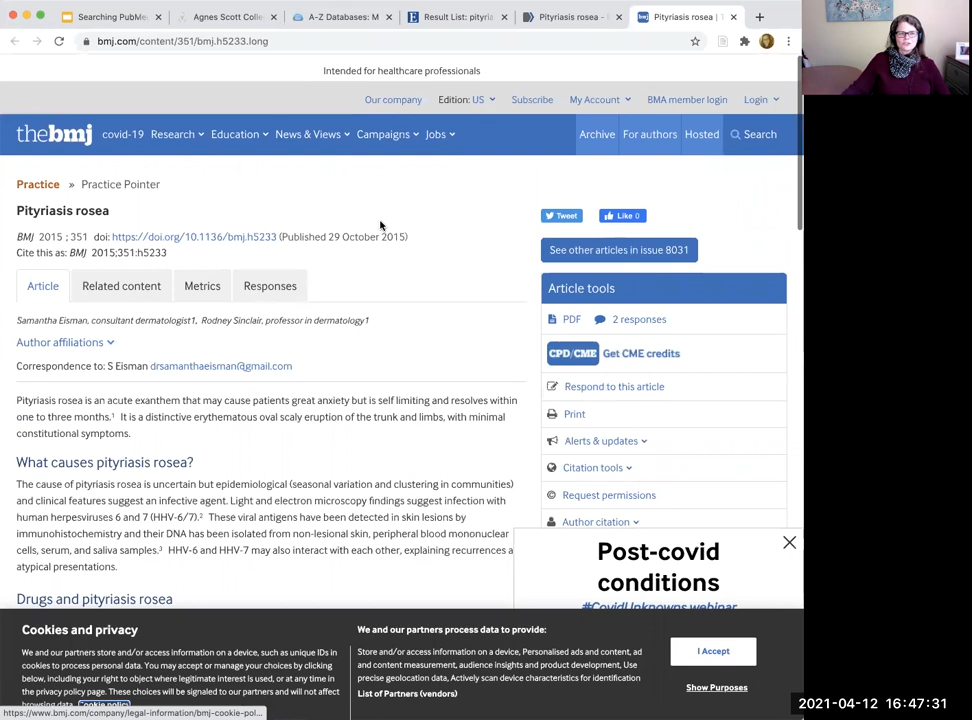 Searching PubMe
Agnes Scott Colle
A-Z Databases: M
Result List: pityria
Pityriasis rosea -
Pityriasis rosea | T
bmj.com/content/351/bmj.h5233.long
Intended for healthcare professionals
Our company
Edition: US
Subscribe
My Account
BMA member login
Login
thebmj
covid-19
Research
Education
News & Views
Campaigns
Jobs
Archive
For authors
Hosted
Search
Practice » Practice Pointer
Pityriasis rosea
BMJ 2015 ; 351 doi: https://doi.org/10.1136/bmj.h5233 (Published 29 October 2015)
Cite this as: BMJ 2015;351:h5233
Article
Related content
Metrics
Responses
Samantha Eisman, consultant dermatologist1, Rodney Sinclair, professor in dermatology1
Author affiliations
Correspondence to: S Eisman drsamanthaeisman@gmail.com
Pityriasis rosea is an acute exanthem that may cause patients great anxiety but is self limiting and resolves within
one to three months.1 It is a distinctive erythematous oval scaly eruption of the trunk and limbs, with minimal
constitutional symptoms.
What causes pityriasis rosea?
The cause of pityriasis rosea is uncertain but epidemiological (seasonal variation and clustering in communities)
and clinical features suggest an infective agent. Light and electron microscopy findings suggest infection with
human herpesviruses 6 and 7 (HHV-6/7).2 These viral antigens have been detected in skin lesions by
immunohistochemistry and their DNA has been isolated from non-lesional skin, peripheral blood mononuclear
cells, serum, and saliva samples.3 HHV-6 and HHV-7 may also interact with each other, explaining recurrences a
atypical presentations.
Drugs and pityriasis rosea
Tweet
Like 0
See other articles in issue 8031
Article tools
PDF
2 responses
CPD/CME Get CME credits
Respond to this article
Print
Alerts & updates
Citation tools
Request permissions
Author citation
Post-covid
conditions
#CovidUnknowns webinar
Cookies and privacy
We and our partners store and/or access information on a device, such as unique IDs in
cookies to process personal data. You may accept or manage your choices by clicking
below, including your right to object where legitimate interest is used, or at any time in
the privacy policy page. These choices will be signaled to our partners and will not affect
browsing data. Cookie policy
We and our partners process data to provide:
Store and/or access information on a device, Personalised ads and content, ad
and content measurement, audience insights and product development, Use
precise geolocation data, Actively scan device characteristics for identification
List of Partners (vendors)
I Accept
Show Purposes
https://www.bmj.com/company/legal-information/bmj-cookie-pol...
2021-04-12 16:47:31